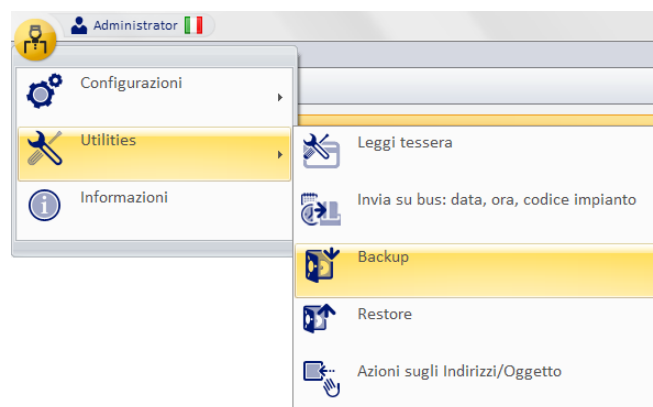 Administrator
Configurazioni
Utilities
Informazioni
Leggi tessera
Invia su bus: data, ora, codice impianto
Backup
Restore
Azioni sugli Indirizzi/Oggetto